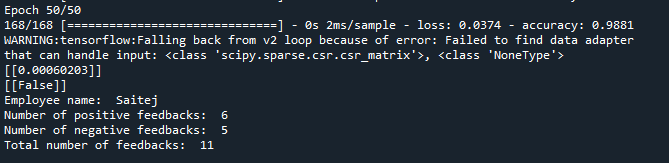 Epoch 50/50
168/168 [==============================] - 0s 2ms/sample - loss: 0.0374 - accuracy: 0.9881
WARNING:tensorflow:Falling back from v2 loop because of error: Failed to find data adapter
that can handle input: <class 'scipy.sparse.csr.csr_matrix'>, <class 'NoneType'>
[[0.00060203]]
[[False]]
Employee name:  Saitej
Number of positive feedbacks:  6
Number of negative feedbacks:  5
Total number of feedbacks:  11